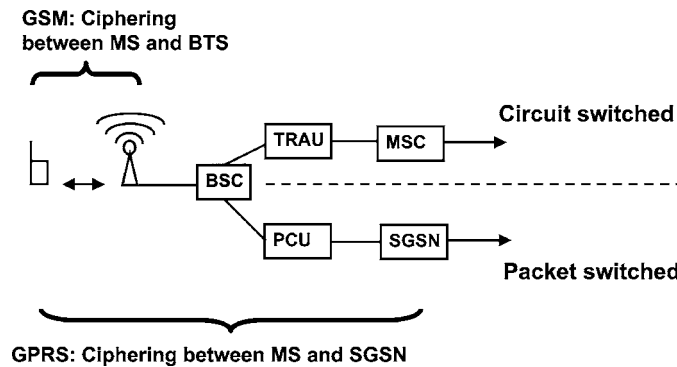 GSM: Ciphering
between MS and BTS
Circuit switched
TRAU
MSC
BSC
PCU
SGSN
Packet switched
GPRS: Ciphering between MS and SGSN